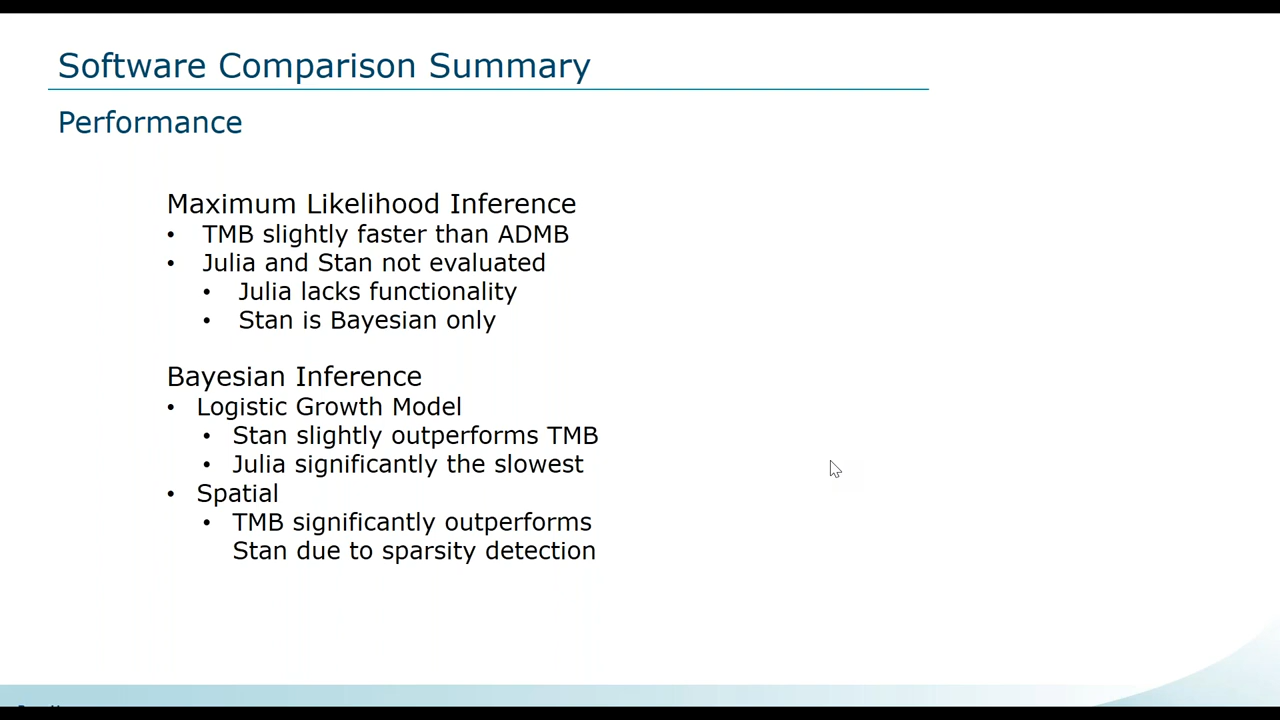 Software Comparison Summary
Performance
Maximum Likelihood Inference
• TMB slightly faster than ADMB
• Julia and Stan not evaluated
• Julia lacks functionality
• Stan is Bayesian only
Bayesian Inference
• Logistic Growth Model
• Stan slightly outperforms TMB
• Julia significantly the slowest
• Spatial
• TMB significantly outperforms
Stan due to sparsity detection